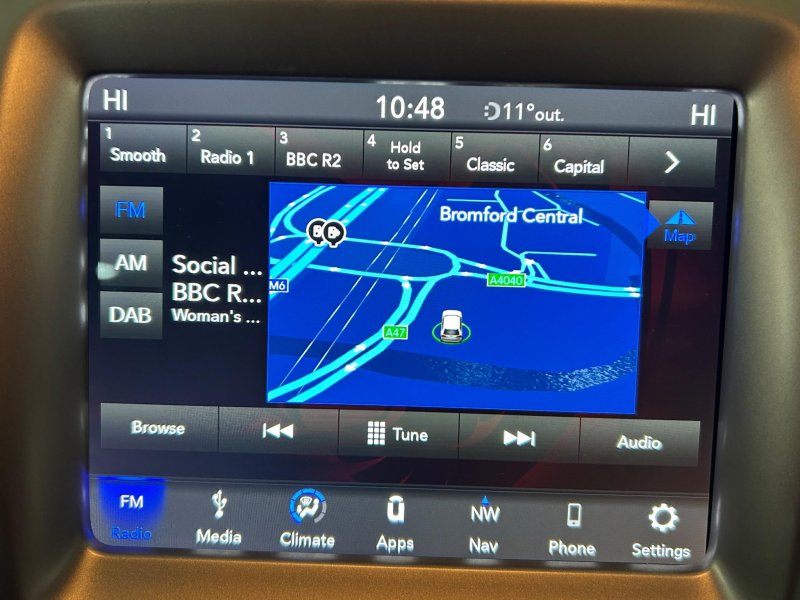 HI 10:48 11° out. HI
1 Smooth 2 Radio 1 3 BBC R2 4 Hold to Set 5 Classic 6 Capital
FM
Bromford Central
Map
AM
Social ...
M6
A4040
BBC R...
DAB
Woman's ...
A47
Browse Tune Audio
FM NW
Radio Media Climate Apps Nav Phone Settings